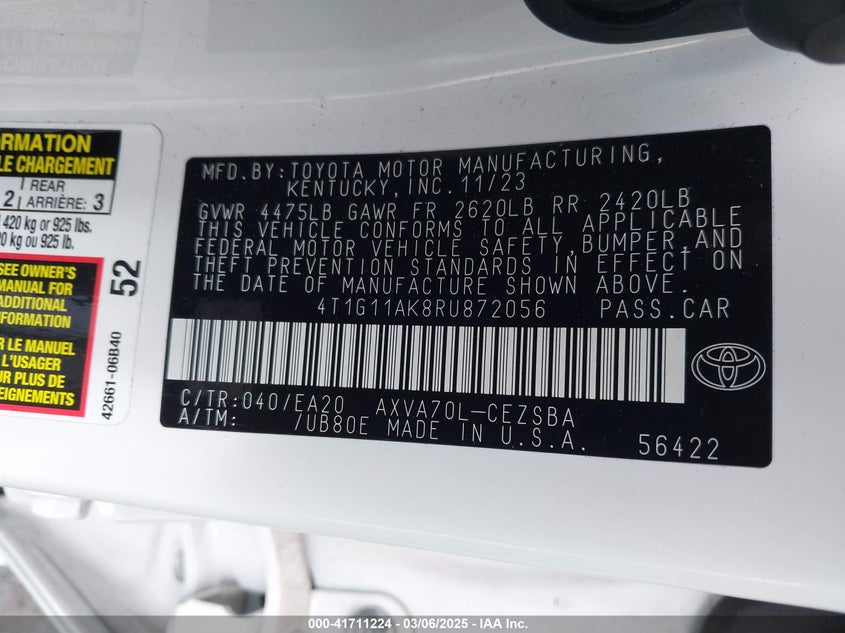 RMATION
LE CHARGEMENT
2 REAR
ARRIÈRE: 3
420 kg or 925 lbs.
0 kg ou 925 lb.
SEE OWNER'S
MANUAL FOR
ADDITIONAL
INFORMATION
R LE MANUEL
L'USAGER
UR PLUS DE
EIGNEMENTS
52
42661-06B40
MFD.BY:TOYOTA MOTOR MANUFACTURING,
KENTUCKY,INC.11/23
GVWR 4475LB GAWR FR 2620LB RR 2420LB
THIS VEHICLE CONFORMS TO ALL APPLICABLE
FEDERAL MOTOR VEHICLE SAFETY,BUMPER,AND
THEFT PREVENTION STANDARDS IN EFFECT ON
THE DATE OF MANUFACTURE SHOWN ABOVE.
4T1G11AK8RU872056 PASS.CAR
C/TR:040/EA20 AXVA70L-CEZSBA
A/TM: /UB80E MADE IN U.S.A. 56422
000-41711224 | 03/06/2025 | IAA Inc.